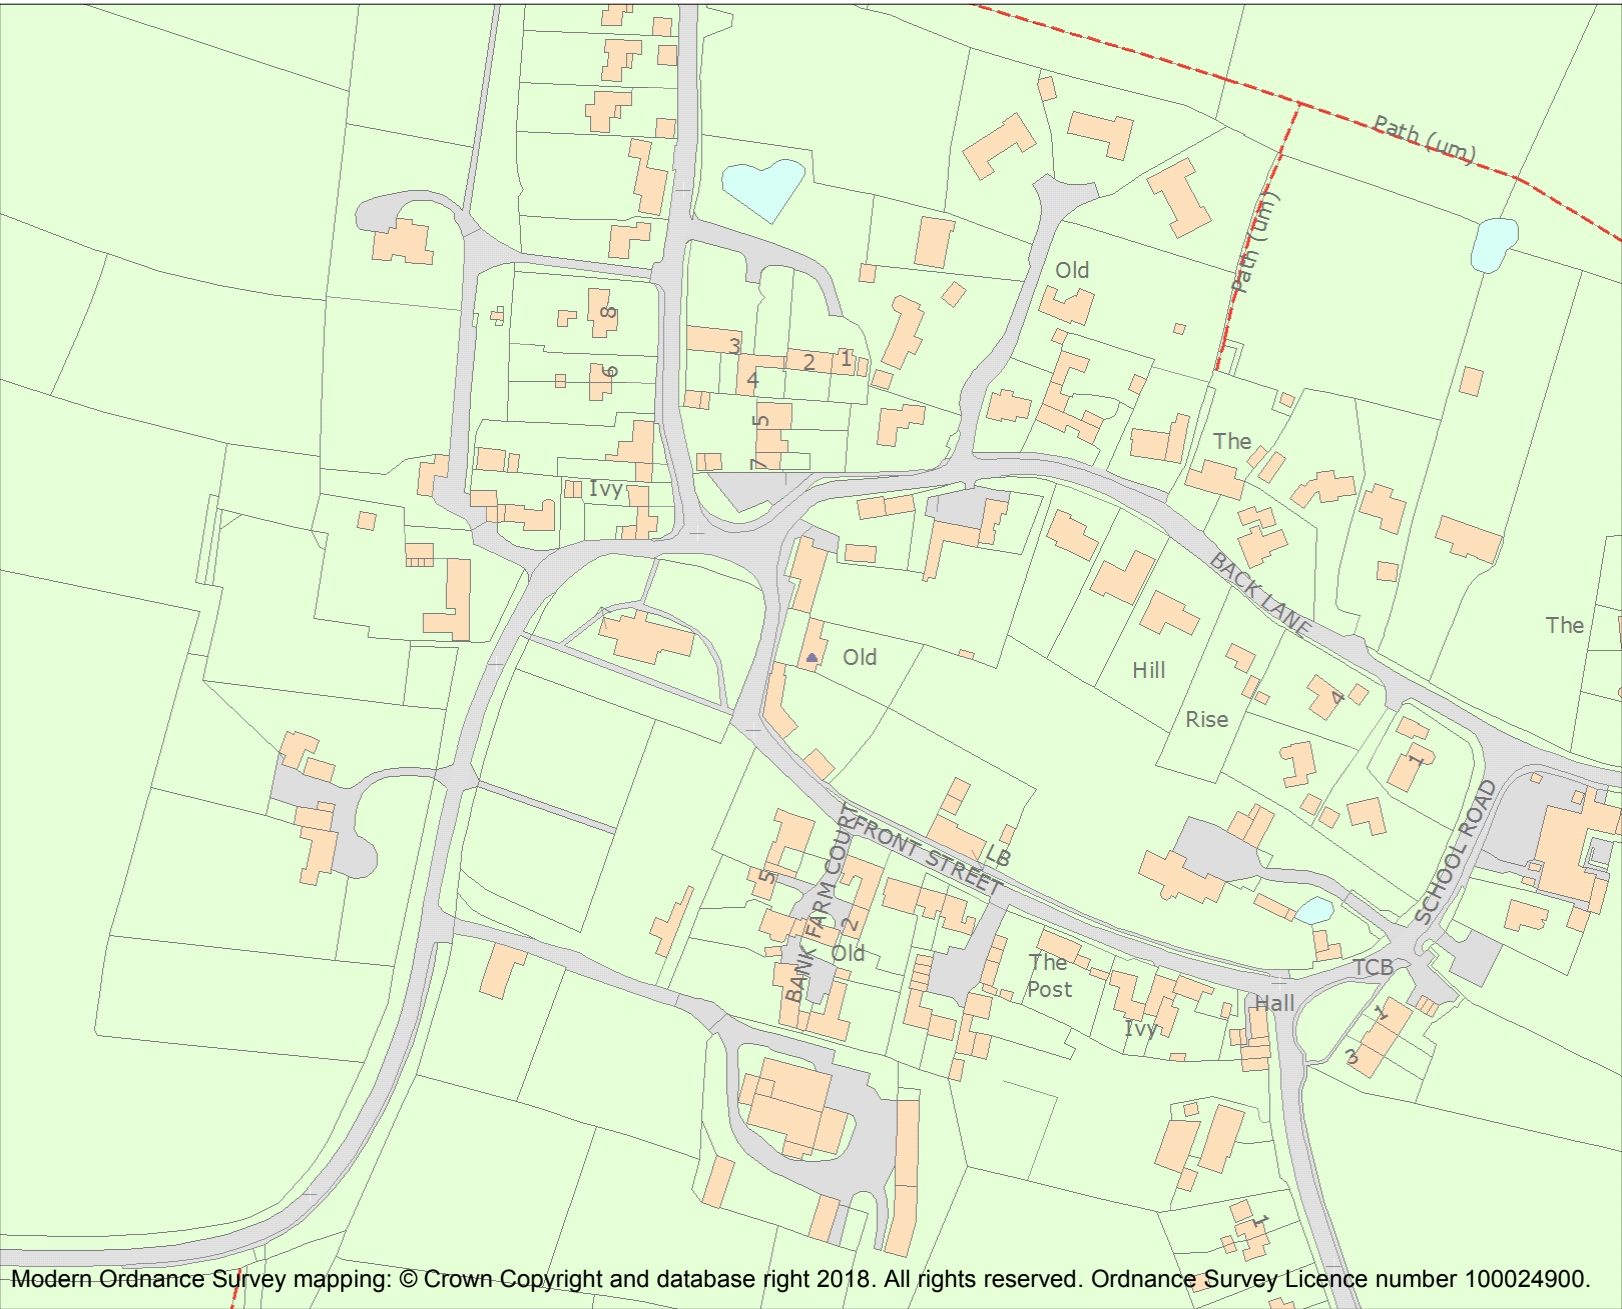 Path (um)
Path (um)
Old
8
3
2
1
6
4
5
7
The
Ivy
BACK LANE
The
Old
Hill
4
Rise
1
SCHOOL ROAD
FRONT STREET
LB
BANK FARM COURT
5
2
Old
The
Post
TCB
Hall
Ivy
1
3
1
Modern Ordnance Survey mapping: © Crown Copyright and database right 2018. All rights reserved. Ordnance Survey Licence number 100024900.